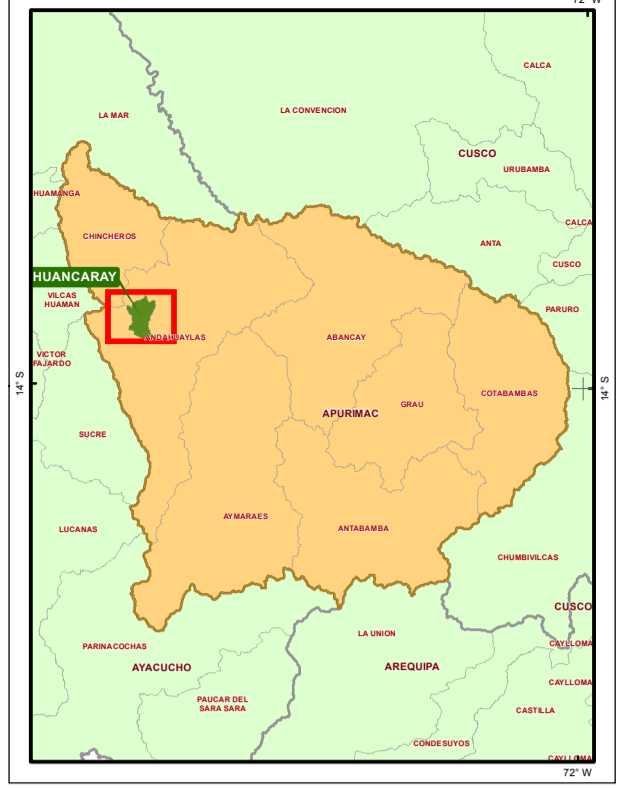 72° W
CALCA
LA MAR
LA CONVENCION
CUSCO
URUBAMBA
HUAMANGA
CALCA
CHINCHEROS
ANTA
CUSCO
HUANCARAY
VILCAS
HUAMAN
PARURO
ANDAHUAYLAS
ABANCAY
VICTOR
FAJARDO
14° S
14° S
COTABAMBAS
GRAU
APURIMAC
SUCRE
AYMARAES
ANTABAMBA
LUCANAS
CHUMBIVILCAS
CUSCO
LA UNION
CAYLLOMA
PARINACOCHAS
AYACUCHO
AREQUIPA
CAYLLOMA
PAUCAR DEL
SARA SARA
CASTILLA
CONDESUYOS
CAYLLOMA
72° W